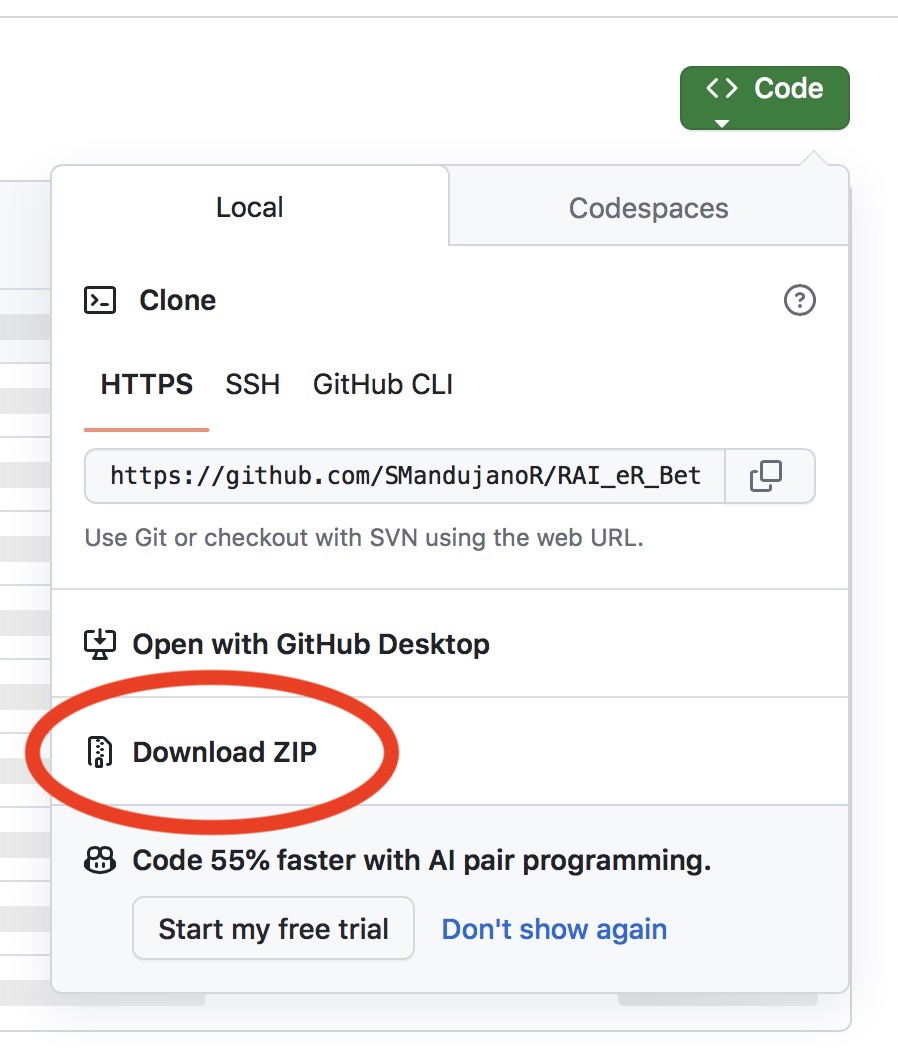 Code
Local
Codespaces
Clone
HTTPS SSH GitHub CLI
https://github.com/SMandujanoR/RAI_eR_Bet
Use Git or checkout with SVN using the web URL.
Open with GitHub Desktop
Download ZIP
Code 55% faster with AI pair programming.
Start my free trial
Don't show again